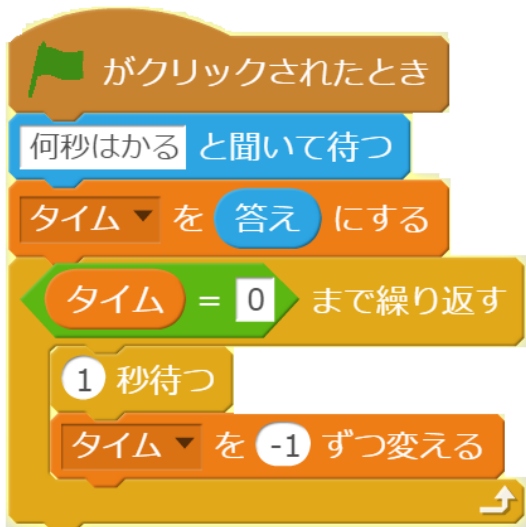 がクリックされたとき
何秒はかる と聞いて待つ
タイム を 答え にする
タイム = 0 まで繰り返す
1 秒待つ
タイム を -1 ずつ変える